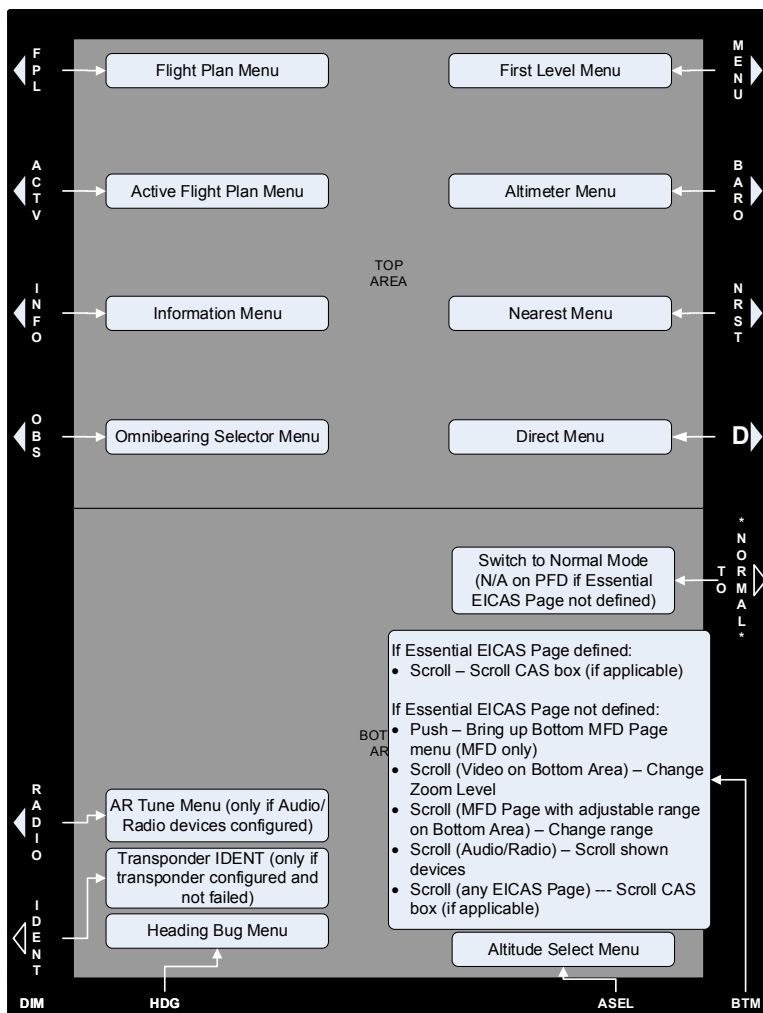 FPL
Flight Plan Menu
First Level Menu
MENU
ACTV
Active Flight Plan Menu
Altimeter Menu
BARO
TOP
AREA
INFO
Information Menu
Nearest Menu
NRST
OBS
Omnibearing Selector Menu
Direct Menu
D
Switch to Normal Mode
(N/A on PFD if Essential
EICAS Page not defined)
TO
*NORMAL*
If Essential EICAS Page defined:
• Scroll – Scroll CAS box (if applicable)
If Essential EICAS Page not defined:
• Push – Bring up Bottom MFD Page
menu (MFD only)
• Scroll (Video on Bottom Area) – Change
Zoom Level
• Scroll (MFD Page with adjustable range
on Bottom Area) – Change range
• Scroll (Audio/Radio) – Scroll shown
devices
• Scroll (any EICAS Page) --- Scroll CAS
box (if applicable)
BOT
AR
RADIO
AR Tune Menu (only if Audio/
Radio devices configured)
Transponder IDENT (only if
transponder configured and
not failed)
IDENT
Heading Bug Menu
Altitude Select Menu
DIM
HDG
ASEL
BTM